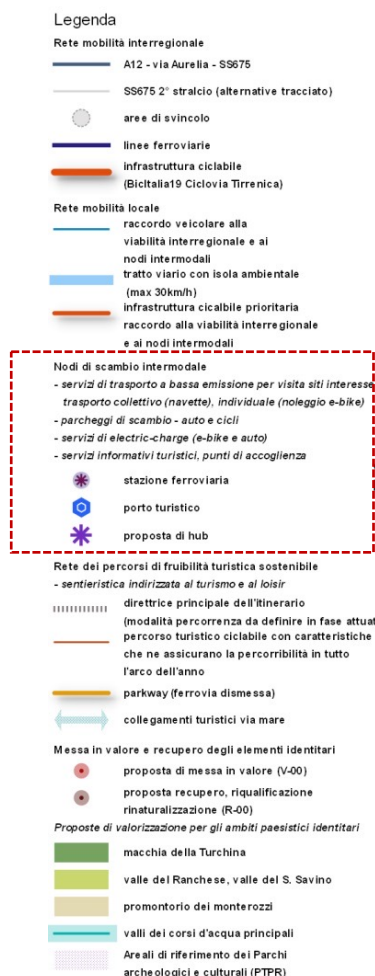 Legenda
Rete mobilità interregionale
A12 - via Aurelia - SS675
SS675 2° stralcio (alternative tracciato)
aree di svincolo
linee ferroviarie
infrastruttura ciclabile
(BicItalia19 Ciclovia Tirrenica)
Rete mobilità locale
raccordo veicolare alla
viabilità interregionale e ai
nodi intermodali
tratto viario con isola ambientale
(max 30km/h)
infrastruttura cicalbile prioritaria
raccordo alla viabilità interregionale
e ai nodi intermodali
Nodi di scambio intermodale
- servizi di trasporto a bassa emissione per visita siti interesse
trasporto collettivo (navette), individuale (noleggio e-bike)
- parcheggi di scambio - auto e cicli
- servizi di electric-charge (e-bike e auto)
- servizi informativi turistici, punti di accoglienza
stazione ferroviaria
porto turistico
proposta di hub
Rete dei percorsi di fruibilità turistica sostenibile
- sentieristica indirizzata al turismo e al loisir
direttrice principale dell'itinerario
(modalità percorrenza da definire in fase attuat
percorso turistico ciclabile con caratteristiche
che ne assicurano la percorribilità in tutto
l'arco dell'anno
parkway (ferrovia dismessa)
collegamenti turistici via mare
Messa in valore e recupero degli elementi identitari
proposta di messa in valore (V-00)
proposta recupero, riqualificazione
rinaturalizzazione (R-00)
Proposte di valorizzazione per gli ambiti paesistici identitari
macchia della Turchina
valle del Ranchese, valle del S. Savino
promontorio dei monterozzi
valli dei corsi d'acqua principali
Areali di riferimento dei Parchi
archeologici e culturali (PTPR)